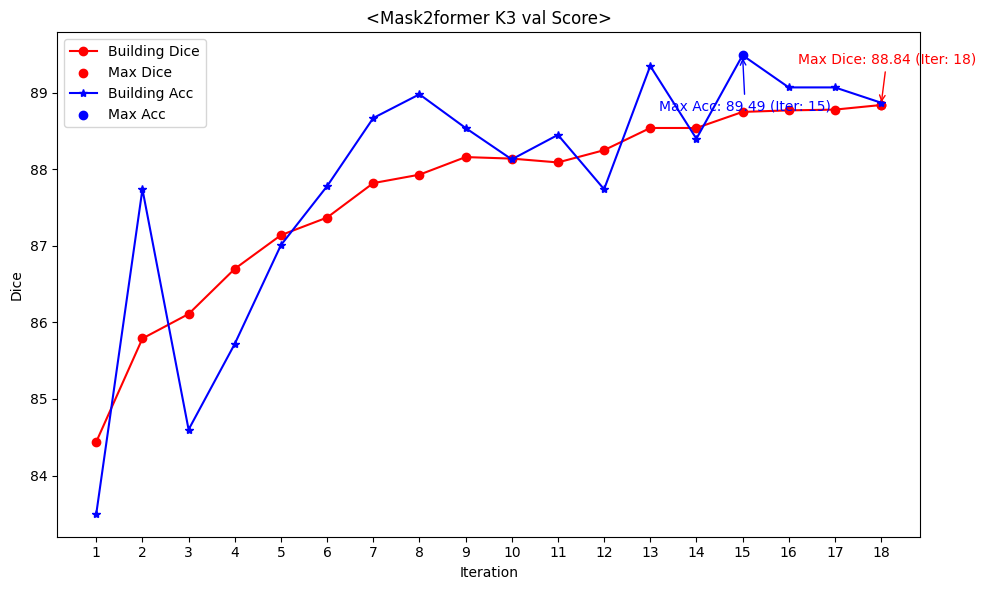 <Mask2former K3 val Score>
Building Dice
Max Dice
Building Acc
Max Acc
Max Dice: 88.84 (Iter: 18)
Max Acc: 89.49 (Iter: 15)
Dice
89
88
87
86
85
84
1 2 3 4 5 6 7 8 9 10 11 12 13 14 15 16 17 18
Iteration